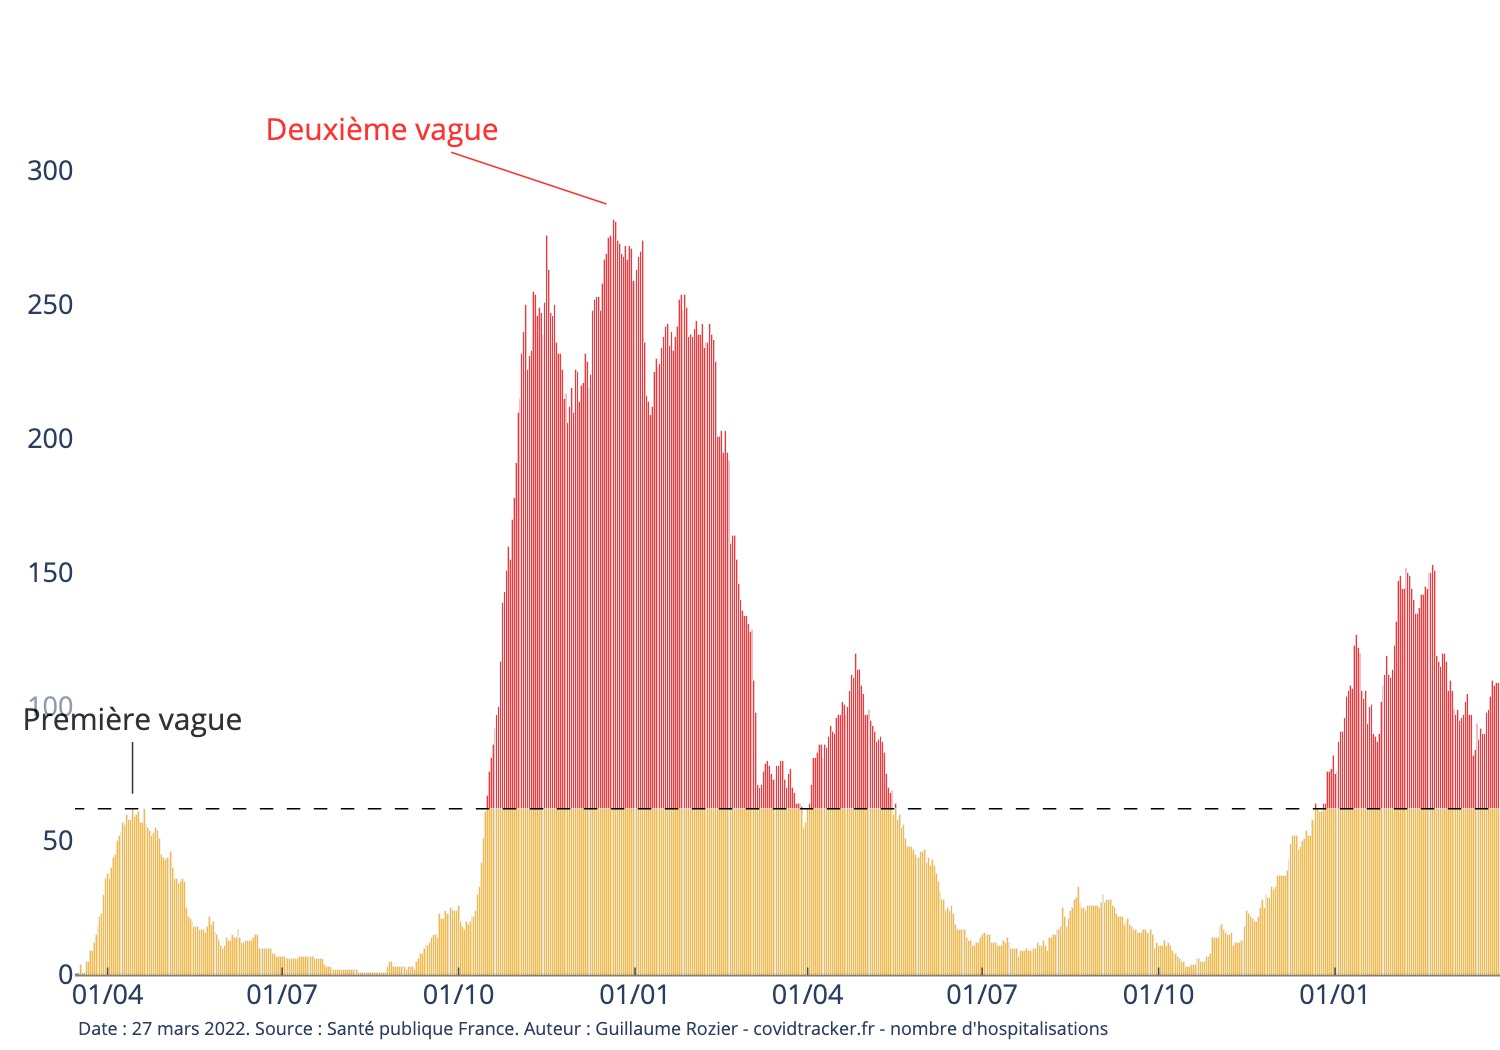 Deuxième vague
300
250
200
150
100
Première vague
50
0
01/04 01/07 01/10 01/01 01/04 01/07 01/10 01/01
Date : 27 mars 2022. Source : Santé publique France. Auteur : Guillaume Rozier - covidtracker.fr - nombre d'hospitalisations